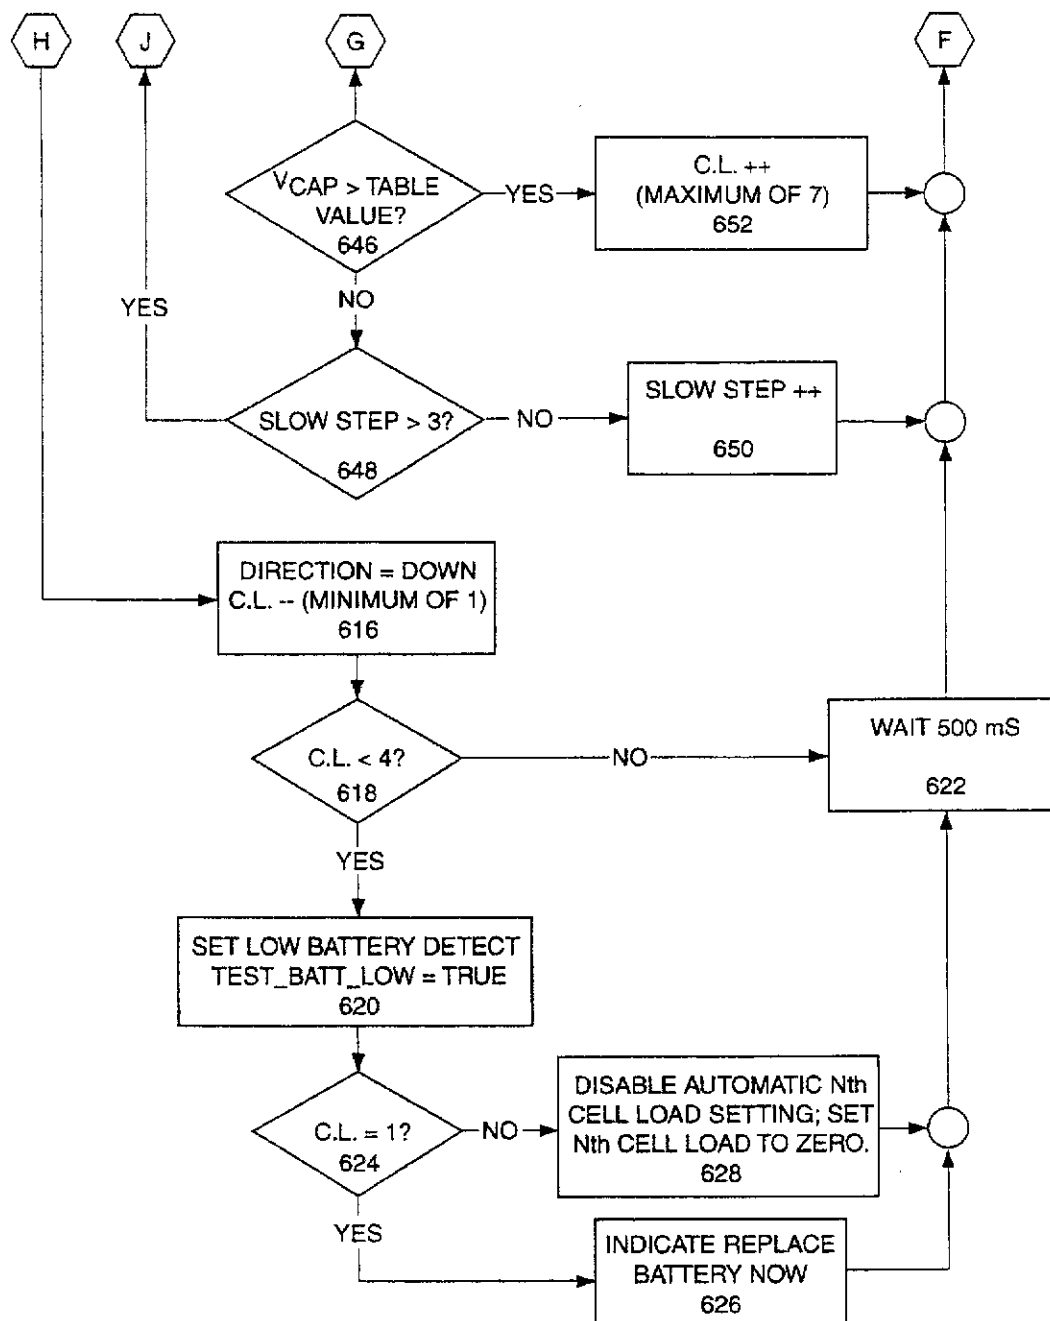 H
J
G
F
VCAP > TABLE
VALUE?
646
YES
C.L. ++
(MAXIMUM OF 7)
652
NO
YES
SLOW STEP > 3?
648
NO
SLOW STEP ++
650
DIRECTION = DOWN
C.L. -- (MINIMUM OF 1)
616
C.L. < 4?
618
NO
WAIT 500 mS
622
YES
SET LOW BATTERY DETECT
TEST_BATT_LOW = TRUE
620
C.L. = 1?
624
NO
DISABLE AUTOMATIC Nth
CELL LOAD SETTING; SET
Nth CELL LOAD TO ZERO.
628
YES
INDICATE REPLACE
BATTERY NOW
626